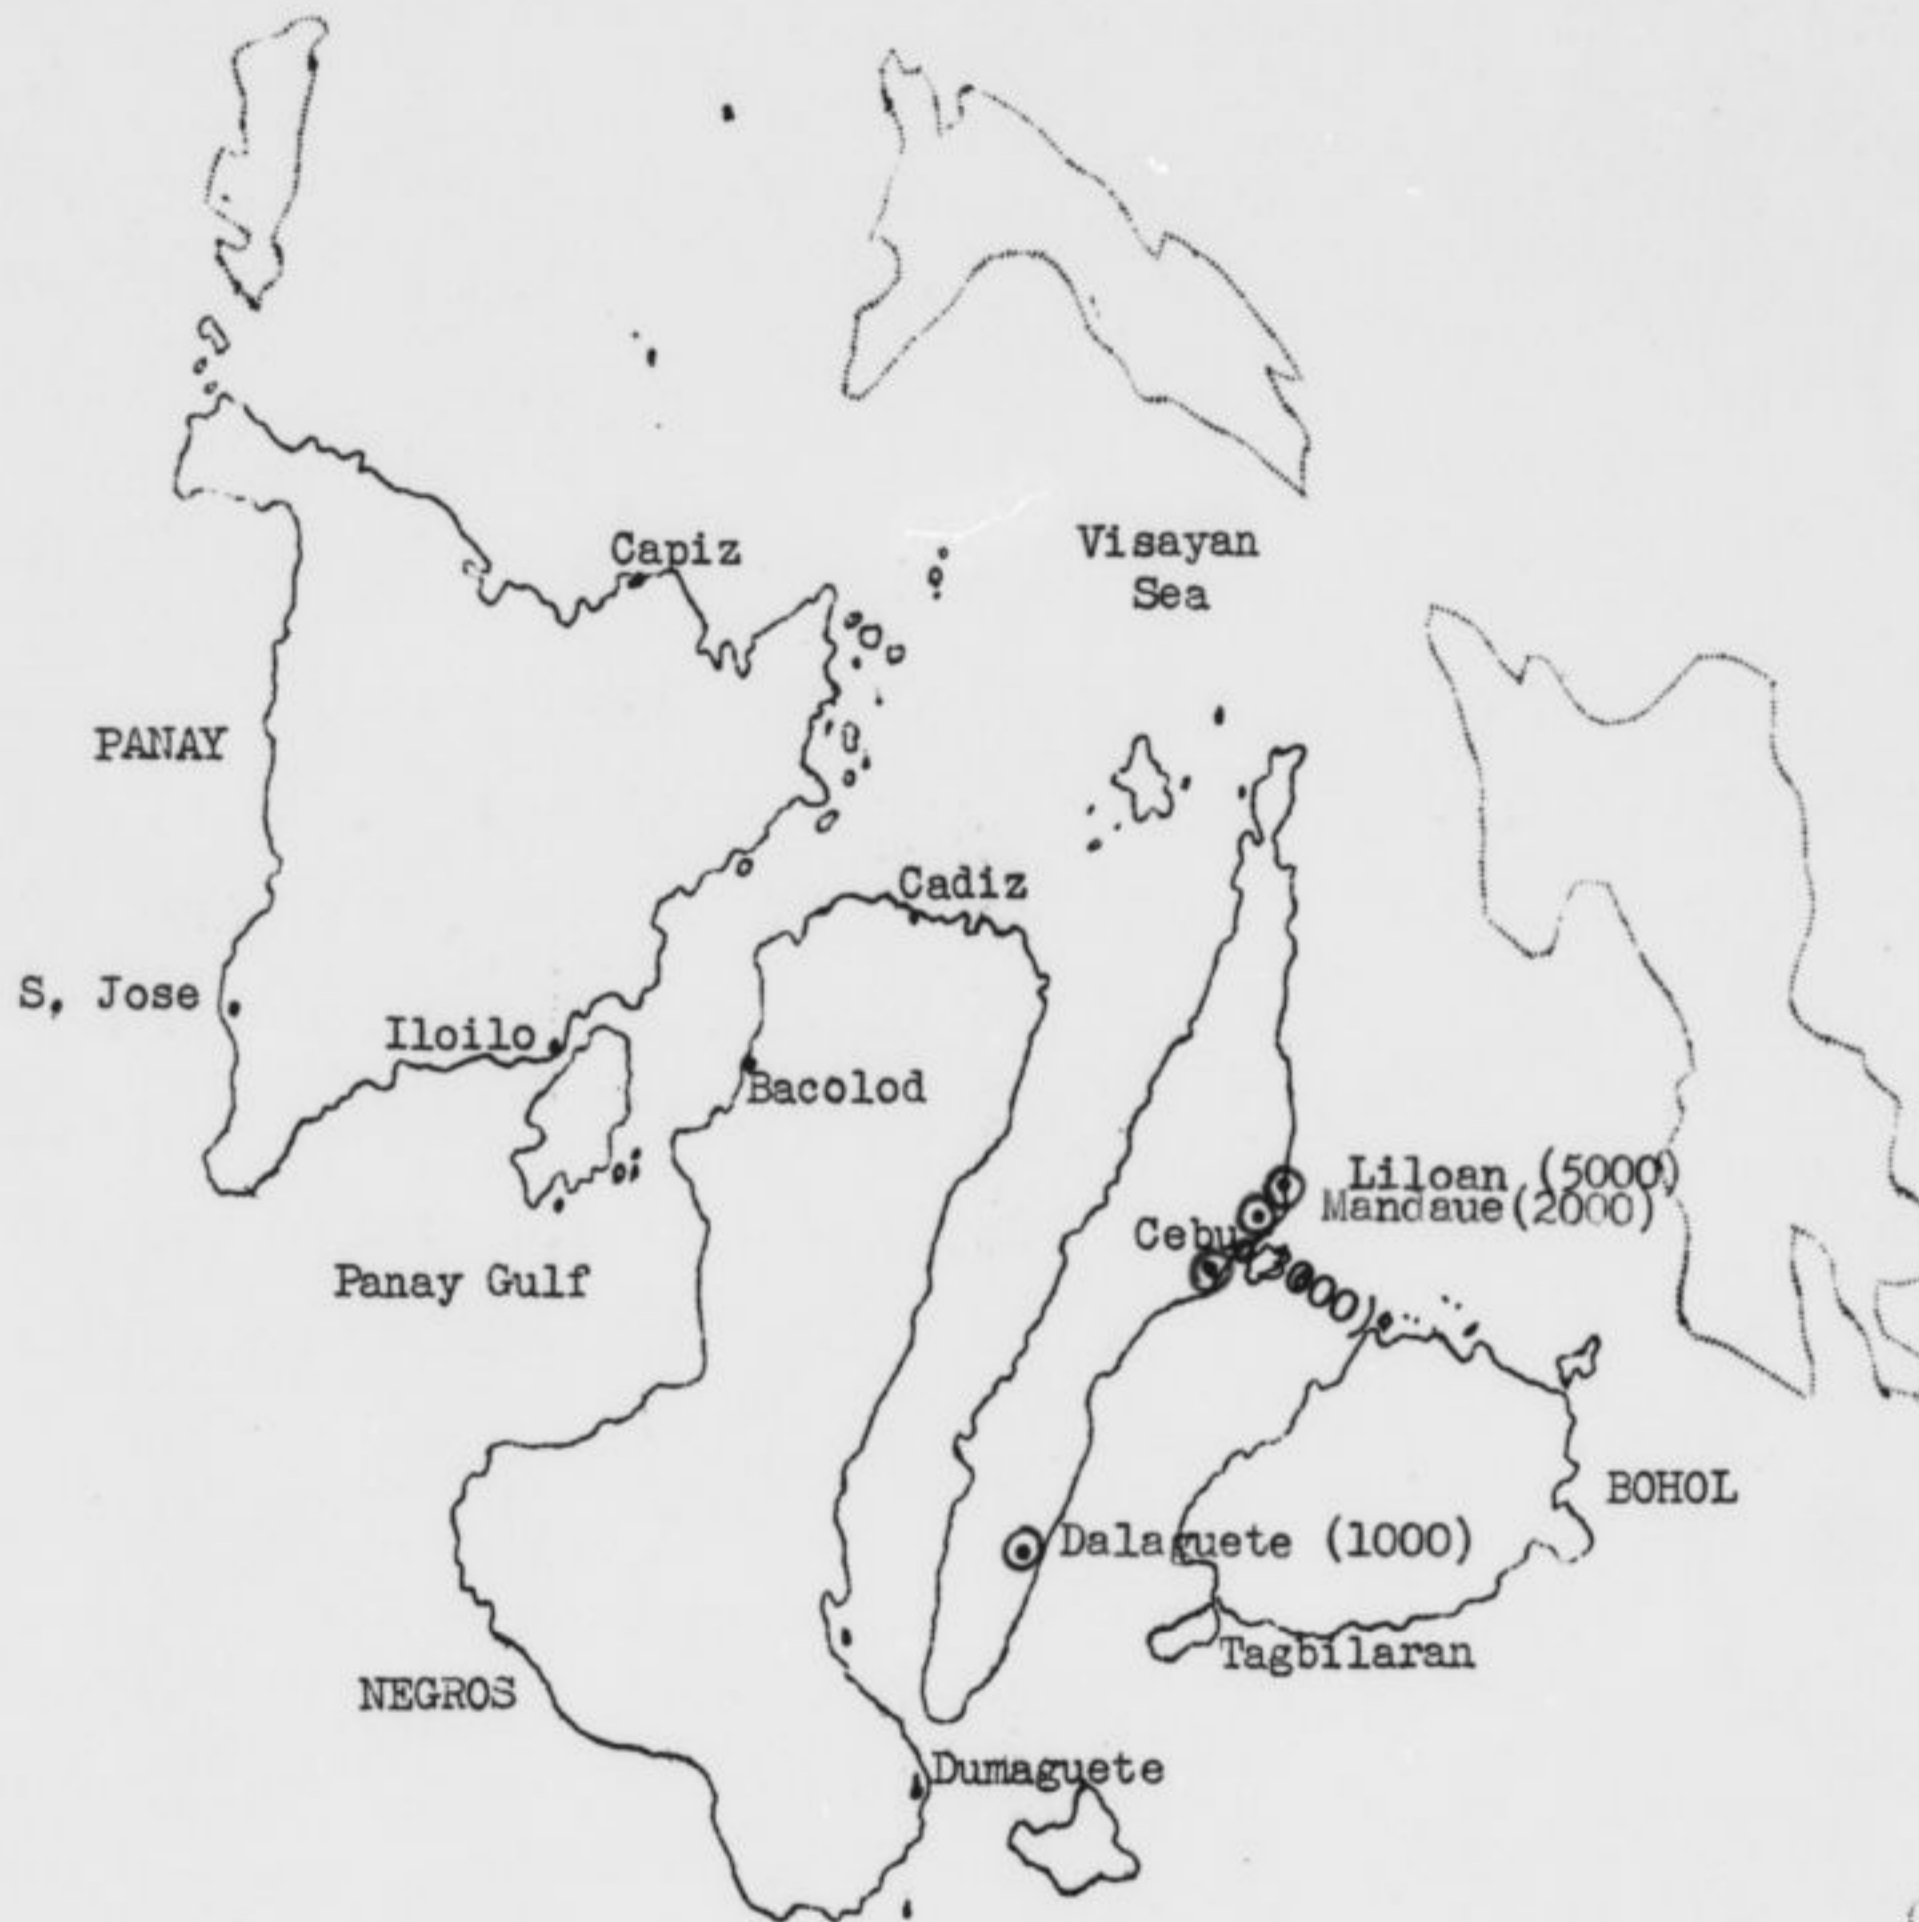 Capiz
Visayan
Sea
PANAY
Cadiz
S. Jose
Iloilo
Bacolod
Liloan (5000)
Mandaue(2000)
Cebu
Panay Gulf
BOHOL
Dalaguete (1000)
Tagbilaran
NEGROS
Dumaguete